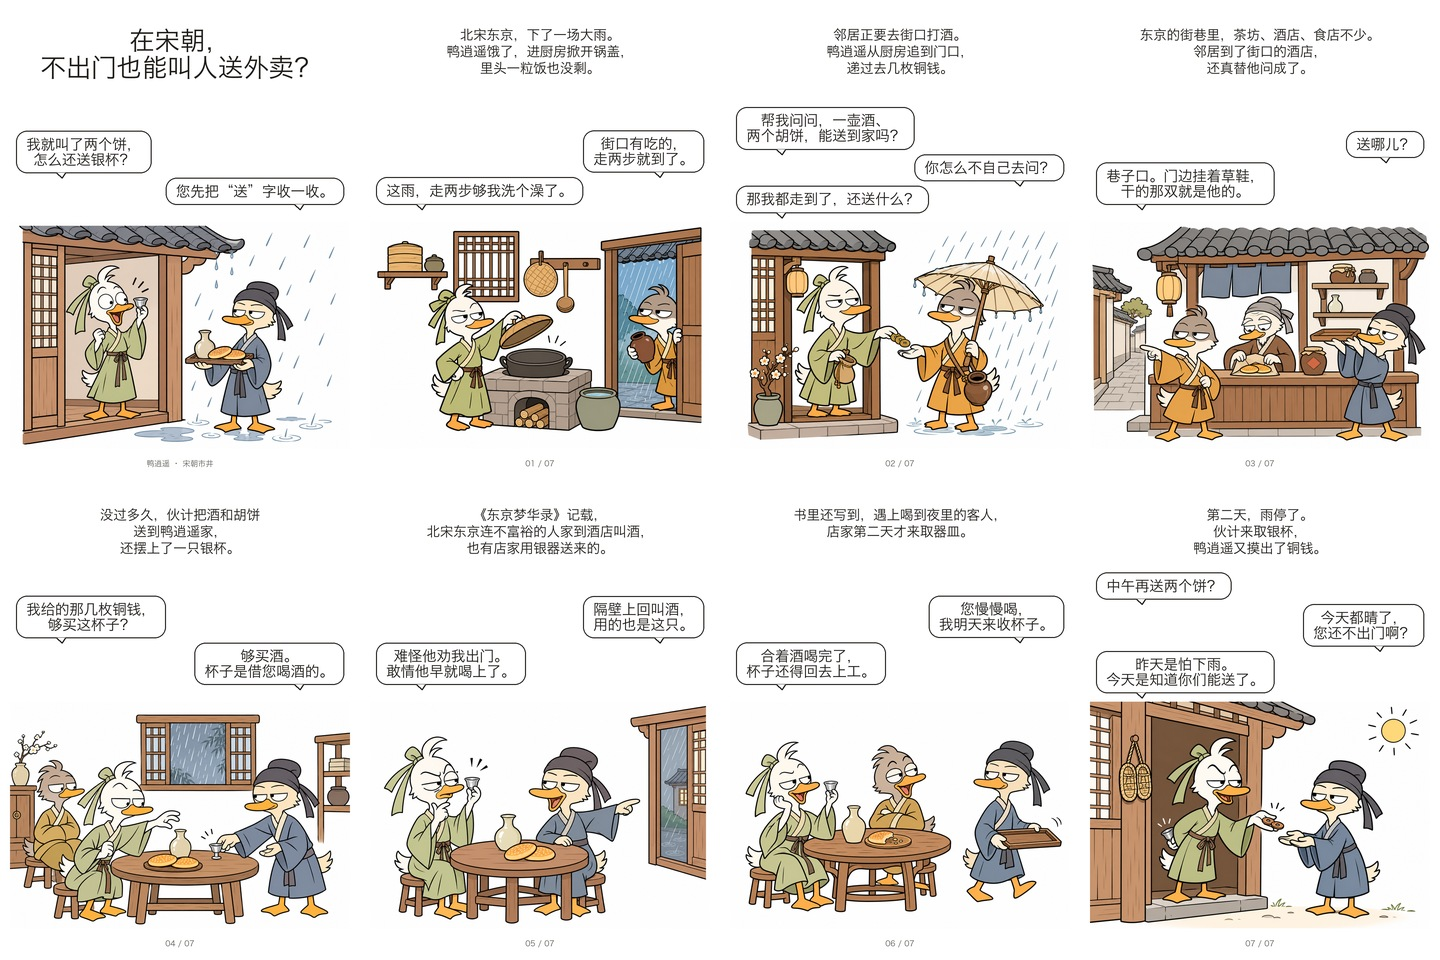 在宋朝，
不出门也能叫人送外卖？
我就叫了两个饼，
怎么还送银杯？
您先把“送”字收一收。
鸭逍遥 · 宋朝市井
北宋东京，下了一场大雨。
鸭逍遥饿了，进厨房掀开锅盖，
里头一粒饭也没剩。
街口有吃的，
走两步就到了。
这雨，走两步够我洗个澡了。
01 / 07
邻居正要去街口打酒。
鸭逍遥从厨房追到门口，
递过去几枚铜钱。
帮我问问，一壶酒、
两个胡饼，能送到家吗？
你怎么不自己去问？
那我都走到了，还送什么？
02 / 07
东京的街巷里，茶坊、酒店、食店不少。
邻居到了街口的酒店，
还真替他问成了。
送哪儿？
巷子口。门边挂着草鞋，
干的那双就是他的。
03 / 07
没过多久，伙计把酒和胡饼
送到鸭逍遥家，
还摆上了一只银杯。
我给的那几枚铜钱，
够买这杯子？
够买酒。
杯子是借您喝酒的。
04 / 07
《东京梦华录》记载，
北宋东京连不富裕的人家到酒店叫酒，
也有店家用银器送来的。
隔壁上回叫酒，
用的也是这只。
难怪他劝我出门。
敢情他早就喝上了。
05 / 07
书里还写到，遇上喝到夜里的客人，
店家第二天才来取器皿。
您慢慢喝，
我明天来收杯子。
合着酒喝完了，
杯子还得回去上工。
06 / 07
第二天，雨停了。
伙计来取银杯，
鸭逍遥又摸出了铜钱。
中午再送两个饼？
今天都晴了，
您还不出门啊？
昨天是怕下雨。
今天是知道你们能送了。
07 / 07